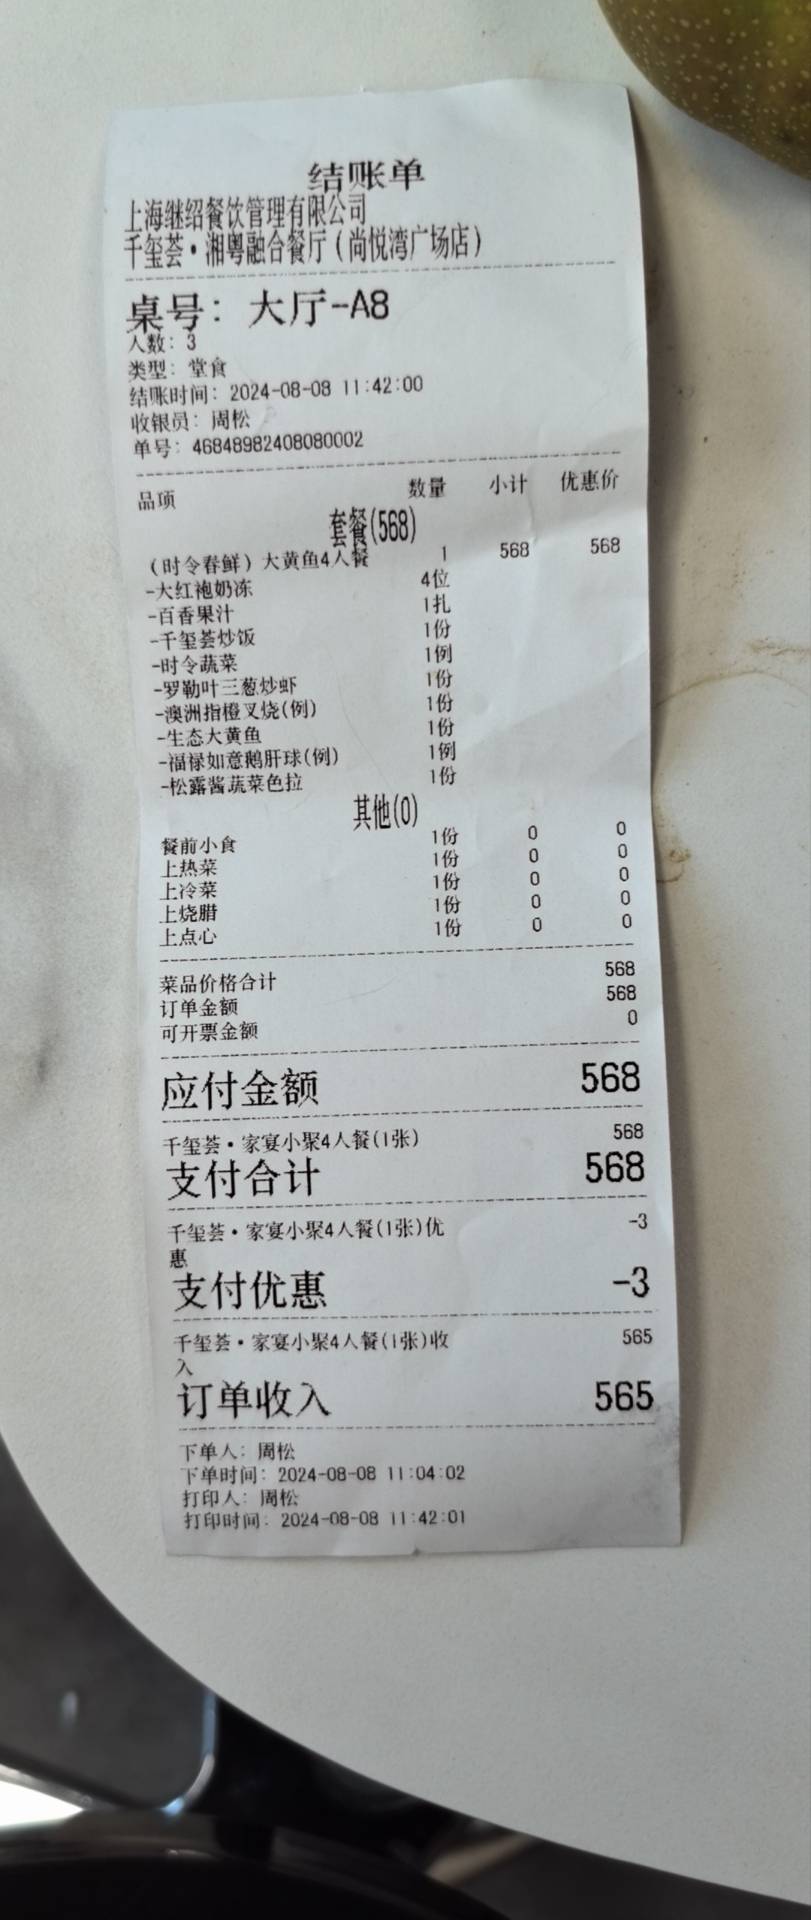 结账单
上海继绍餐饮管理有限公司
千玺荟·湘粤融合餐厅(尚悦湾广场店)
桌号: 大厅-A8
人数: 3
类型: 堂食
结账时间: 2024-08-08 11:42:00
收银员: 周松
单号: 46848982408080002
品项 数量 小计 优惠价
套餐(568)
(时令春鲜) 大黄鱼4人餐 1 568 568
-大红袍奶冻 4位
-百香果汁 1扎
-千玺荟炒饭 1份
-时令蔬菜 1例
-罗勒叶三葱炒虾 1份
-澳洲指橙叉烧(例) 1份
-生态大黄鱼 1份
-福禄如意鹅肝球(例) 1例
-松露酱蔬菜色拉 1份
其他(0)
餐前小食 1份 0 0
上热菜 1份 0 0
上冷菜 1份 0 0
上烧腊 1份 0 0
上点心 1份 0 0
菜品价格合计 568
订单金额 568
可开票金额 0
应付金额 568
千玺荟·家宴小聚4人餐(1张) 568
支付合计 568
千玺荟·家宴小聚4人餐(1张)优 -3
惠
支付优惠 -3
千玺荟·家宴小聚4人餐(1张)收 565
入
订单收入 565
下单人: 周松
下单时间: 2024-08-08 11:04:02
打印人: 周松
打印时间: 2024-08-08 11:42:01